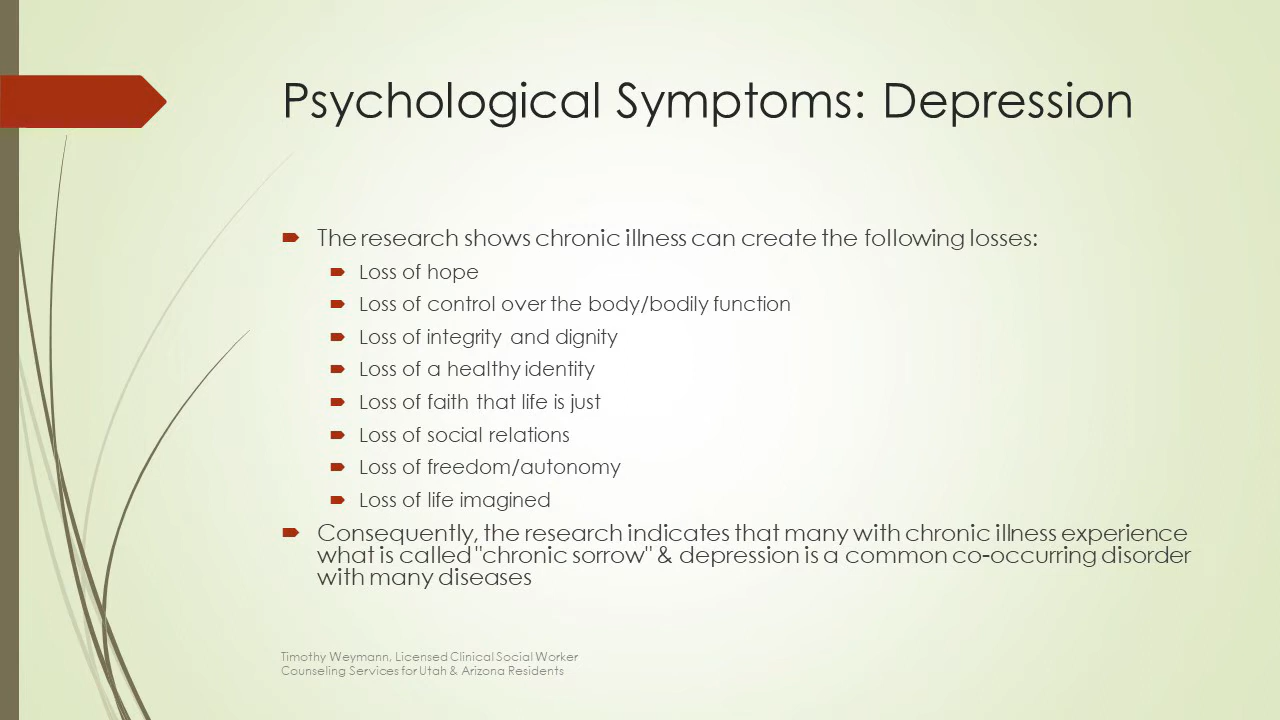 Psychological Symptoms: Depression
The research shows chronic illness can create the following losses:
Loss of hope
Loss of control over the body/bodily function
Loss of integrity and dignity
Loss of a healthy identity
Loss of faith that life is just
Loss of social relations
Loss of freedom/autonomy
Loss of life imagined
Consequently, the research indicates that many with chronic illness experience
what is called "chronic sorrow" & depression is a common co-occurring disorder
with many diseases
Timothy Weymann, Licensed Clinical Social Worker
Counseling Services for Utah & Arizona Residents